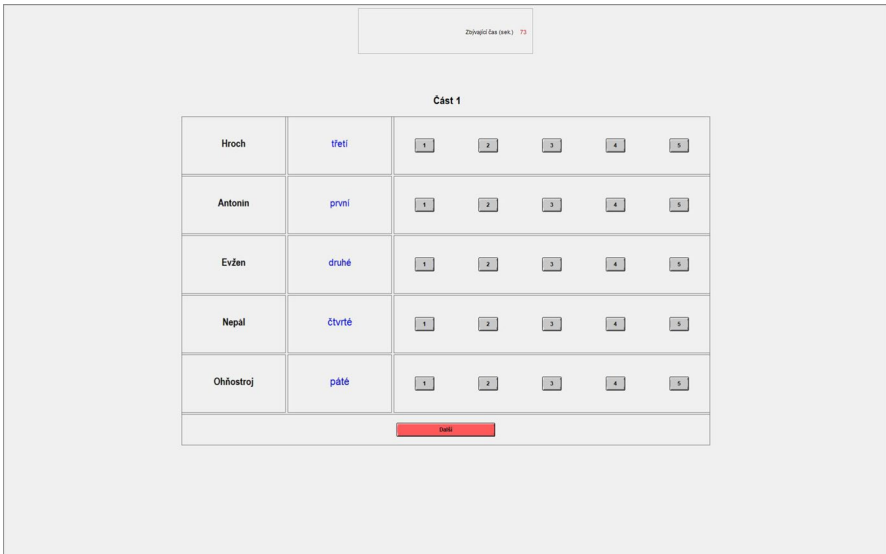 Zbývající čas (sek.) 73
Část 1
Hroch třetí 1 2 3 4 5
Antonín první 1 2 3 4 5
Evžen druhé 1 2 3 4 5
Nepál čtvrté 1 2 3 4 5
Ohňostroj páté 1 2 3 4 5
Další